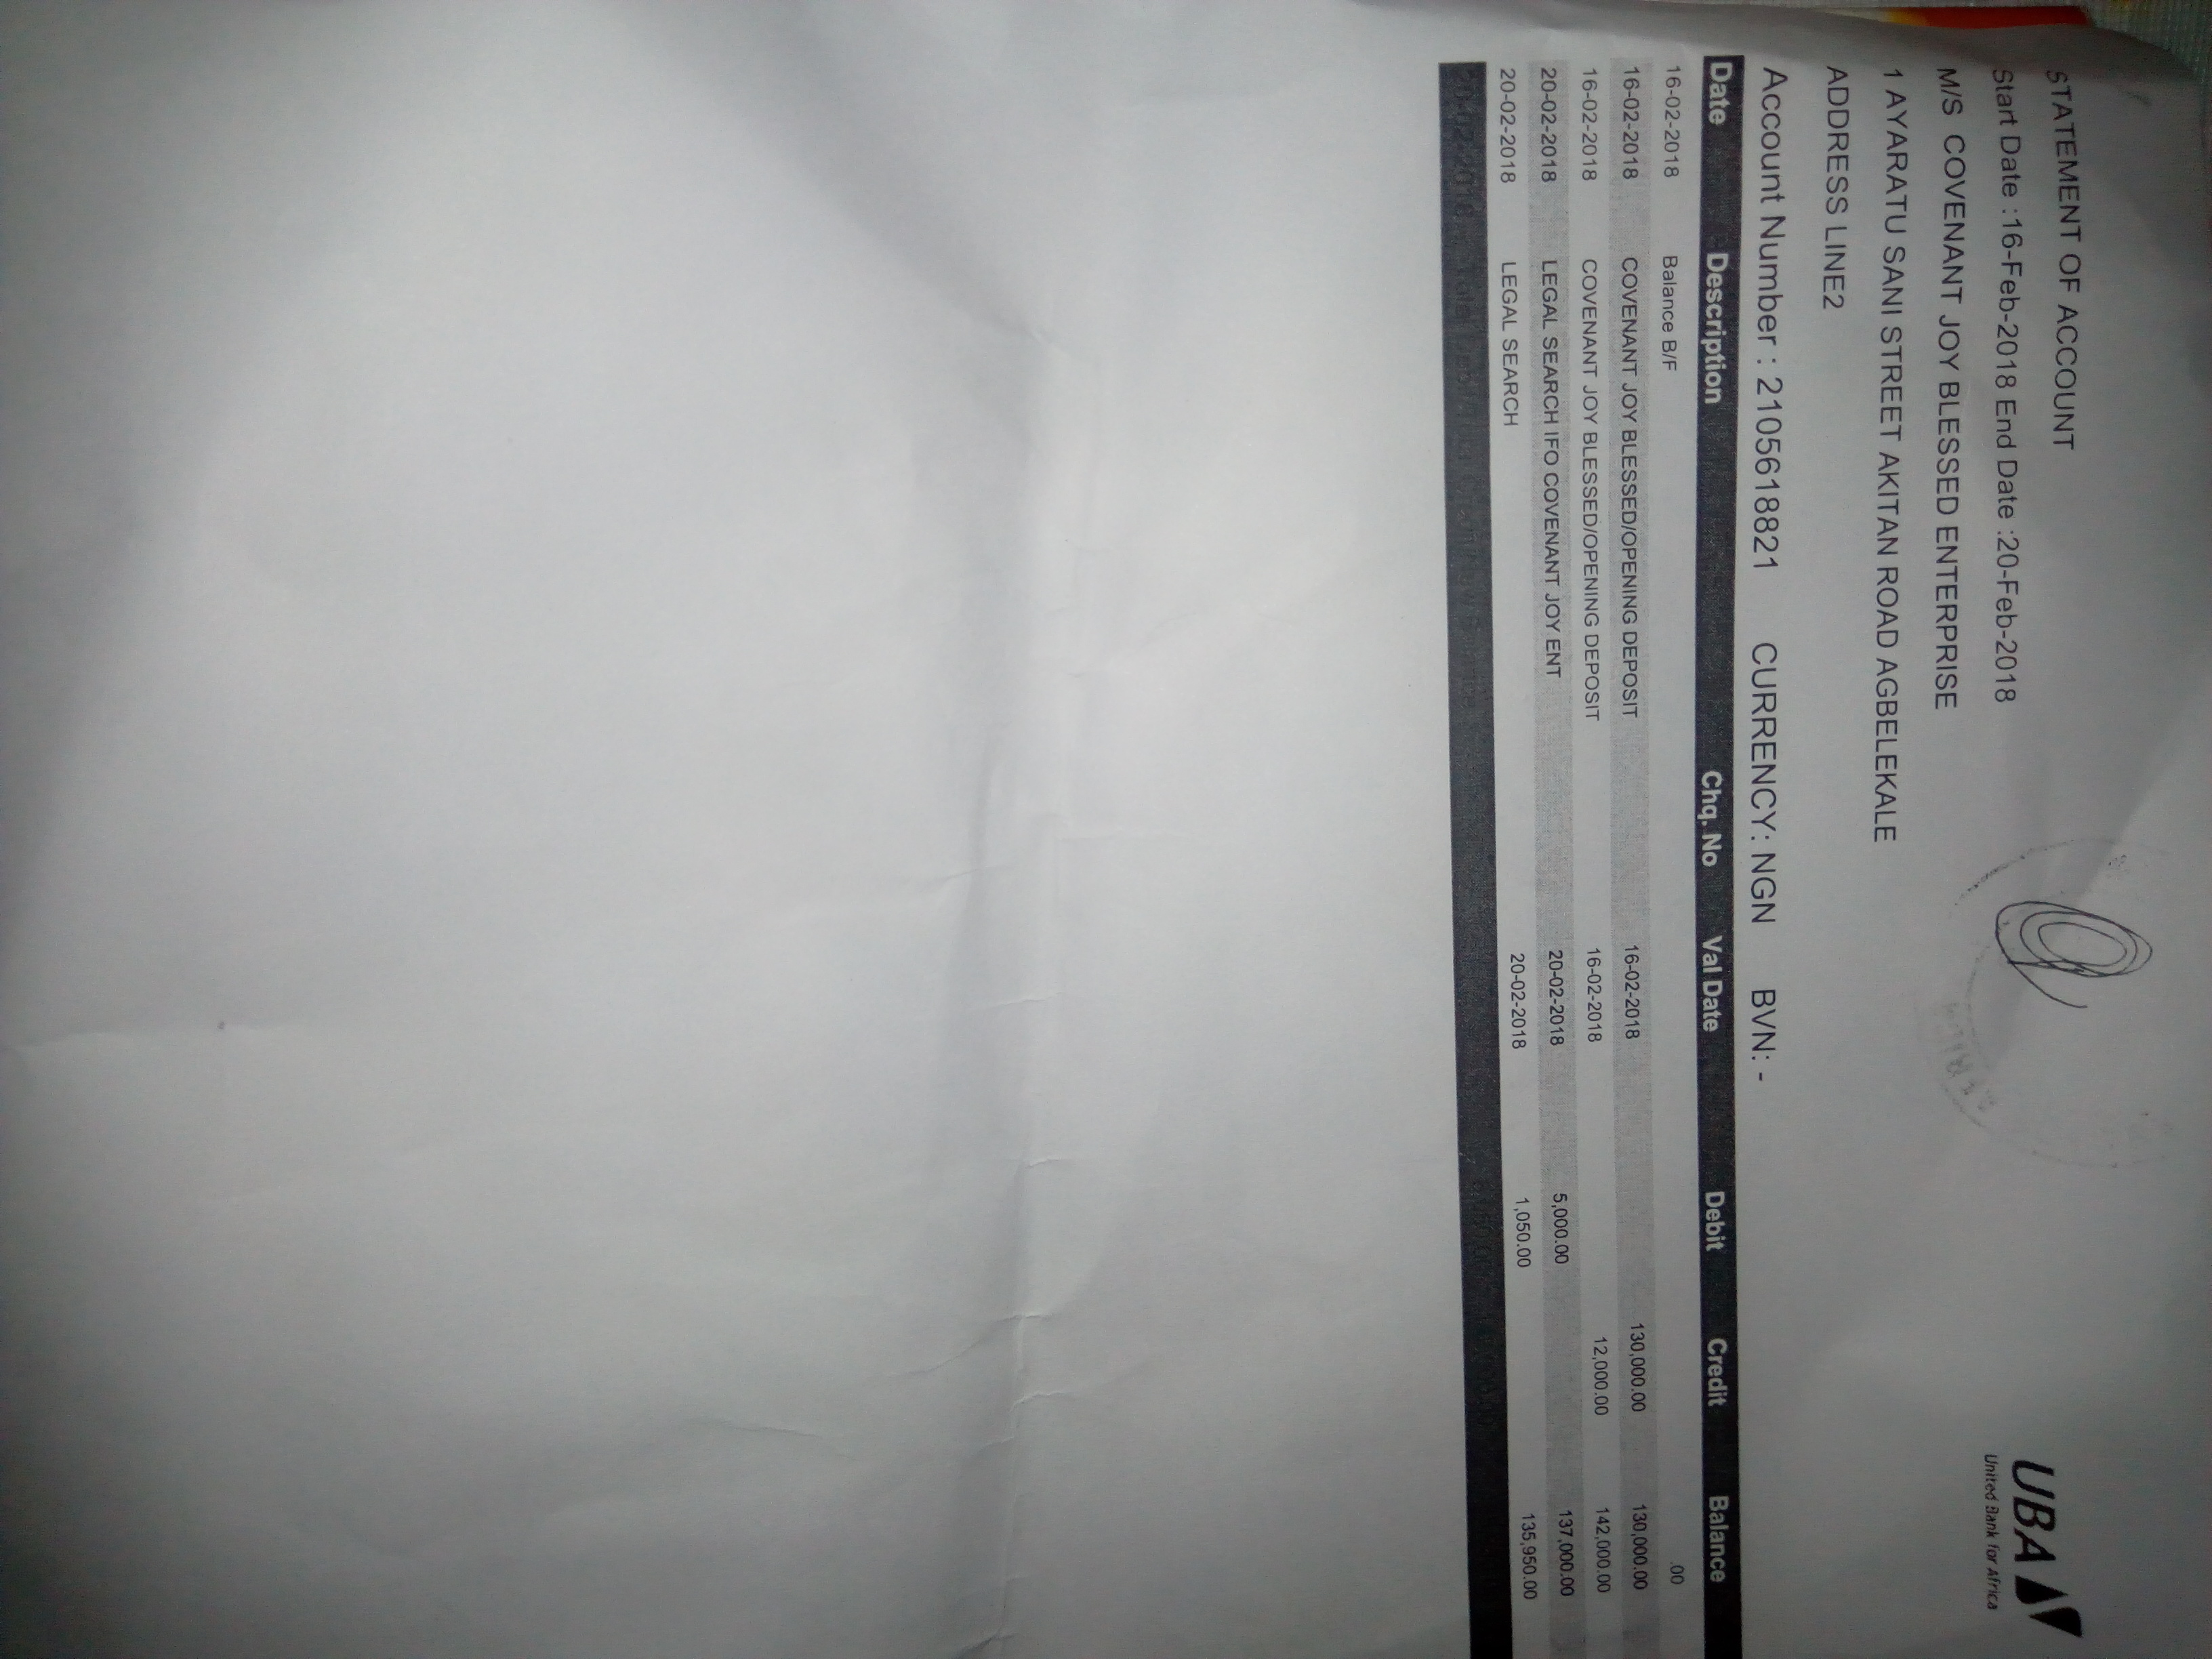 STATEMENT OF ACCOUNT
UBA
United Bank for Africa
Start Date :16-Feb-2018 End Date :20-Feb-2018
M/S COVENANT JOY BLESSED ENTERPRISE
1 AYARATU SANI STREET AKITAN ROAD AGBELEKALE
ADDRESS LINE2
Account Number : 2105618821 CURRENCY: NGN BVN: -
Date Description Chq. No Val Date Debit Credit Balance
16-02-2018 Balance B/F .00
16-02-2018 COVENANT JOY BLESSED/OPENING DEPOSIT 16-02-2018 130,000.00 130,000.00
16-02-2018 COVENANT JOY BLESSED/OPENING DEPOSIT 16-02-2018 12,000.00 142,000.00
20-02-2018 LEGAL SEARCH IFO COVENANT JOY ENT 20-02-2018 5,000.00 137,000.00
20-02-2018 LEGAL SEARCH 20-02-2018 1,050.00 135,950.00